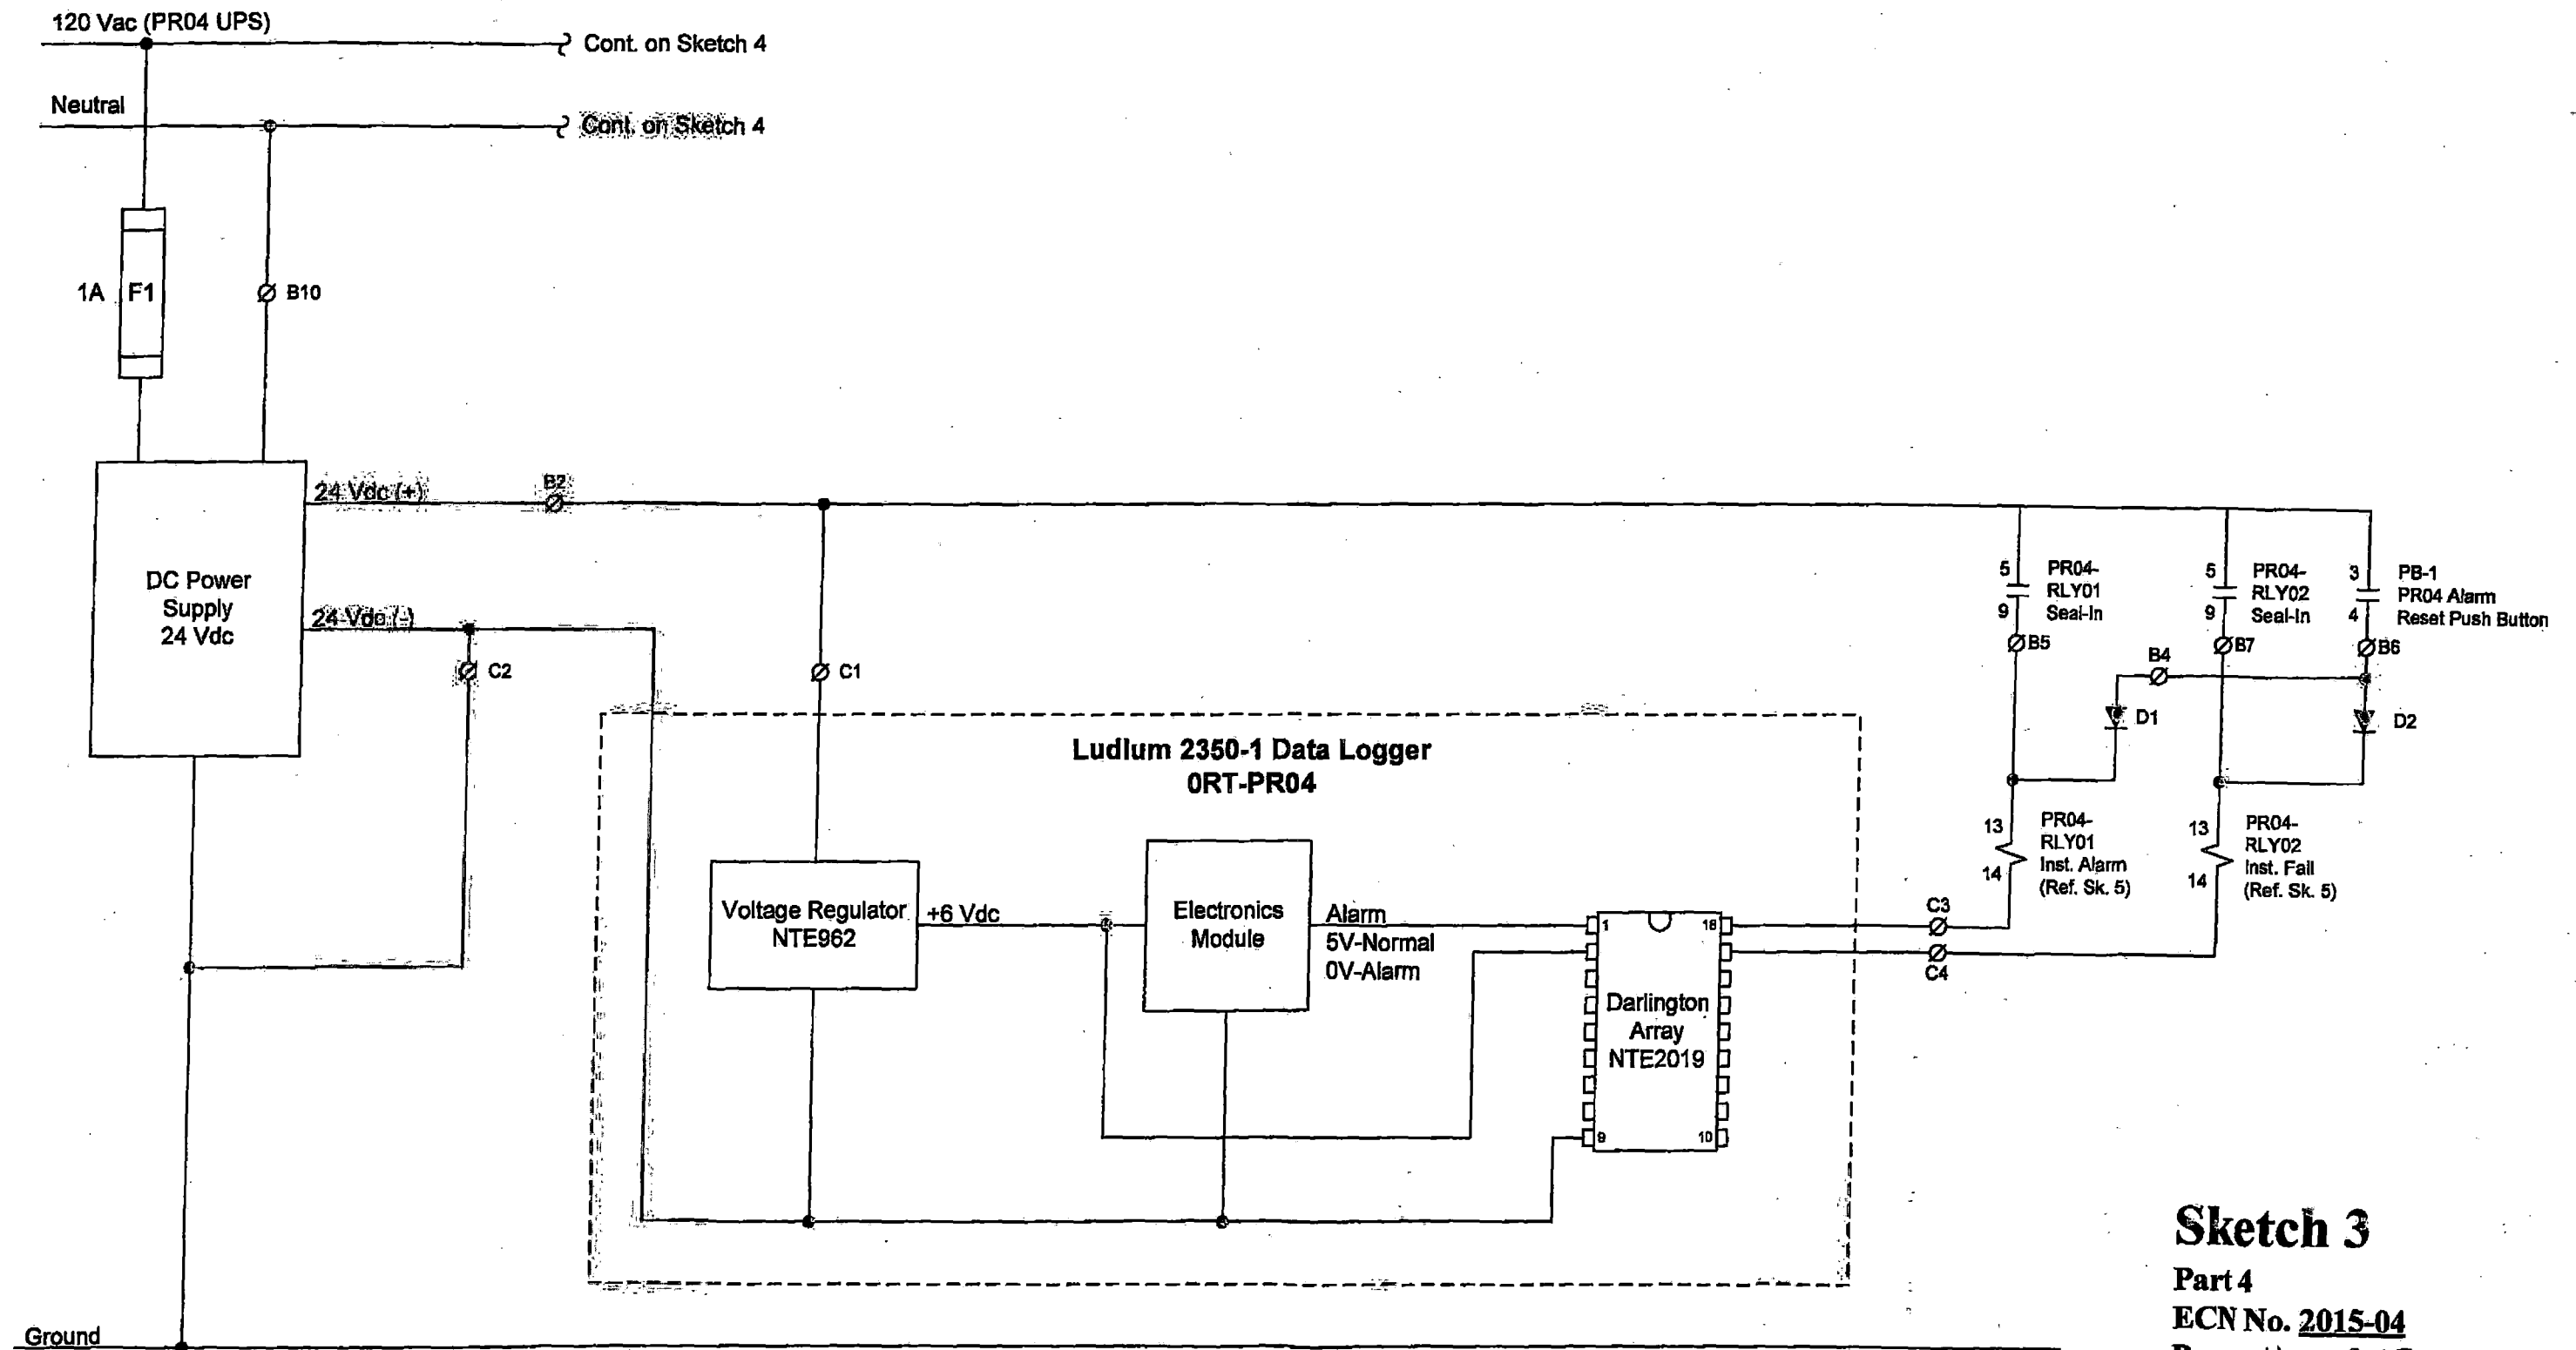 120 Vac (PR04 UPS)
Cont. on Sketch 4
Neutral
Cont. on Sketch 4
1A
F1
B10
24 Vdc (+)
B2
DC Power
Supply
24 Vdc
24 Vdc (-)
C2
C1
5
9
PR04-
RLY01
Seal-In
B5
5
9
PR04-
RLY02
Seal-In
B7
3
4
PB-1
PR04 Alarm
Reset Push Button
B6
B4
D1
D2
Ludlum 2350-1 Data Logger
0RT-PR04
13
14
PR04-
RLY01
Inst. Alarm
(Ref. Sk. 5)
13
14
PR04-
RLY02
Inst. Fail
(Ref. Sk. 5)
Voltage Regulator
NTE962
+6 Vdc
Electronics
Module
Alarm
5V-Normal
0V-Alarm
1
18
9
10
Darlington
Array
NTE2019
C3
C4
Ground
Sketch 3
Part 4
ECN No. 2015-04